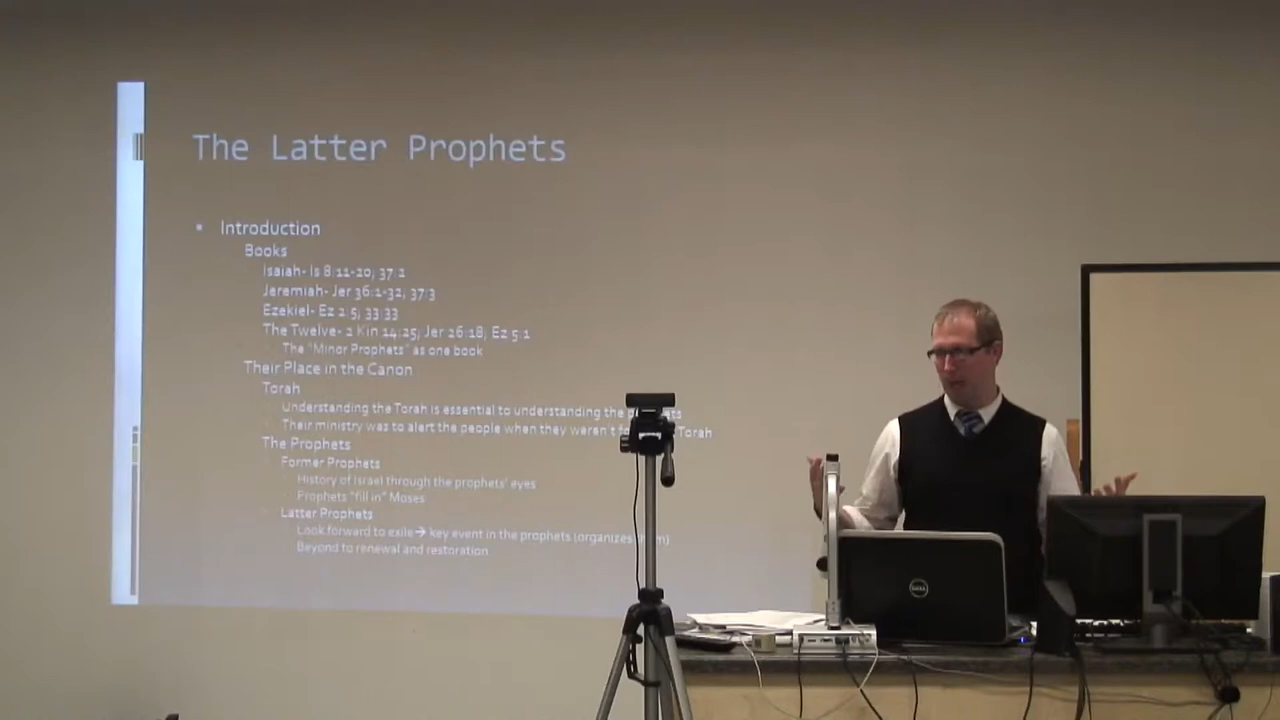 The Latter Prophets
Introduction
Books
Isaiah- Is 8:11-20; 37:2
Jeremiah- Jer 36:1-32; 37:3
Ezekiel- Ez 2:5; 33:33
The Twelve- 2 Kin 14:25; Jer 26:18; Ez 5:1
The "Minor Prophets" as one book
Their Place in the Canon
Torah
Understanding the Torah is essential to understanding the
Their ministry was to alert the people when they weren't Torah
The Prophets
Former Prophets
History of Israel through the prophets' eyes
Prophets "fill in" Moses
Latter Prophets
Look forward to exile→ key event in the prophets (organizes
Beyond to renewal and restoration
DELL